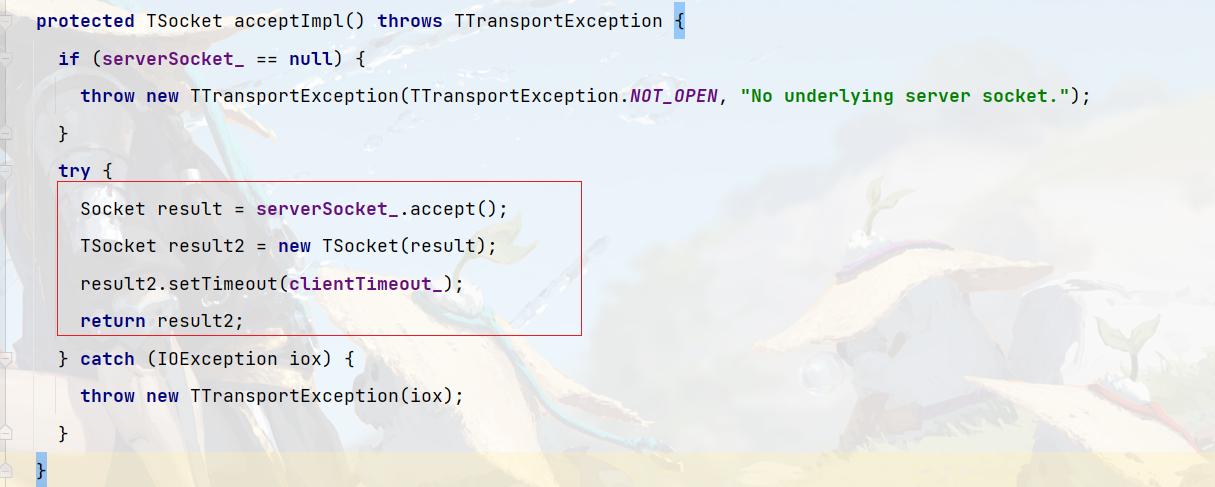 protected TSocket acceptImpl() throws TTransportException {
if (serverSocket_ == null) {
throw new TTransportException(TTransportException.NOT_OPEN, "No underlying server socket.");
}
try {
Socket result = serverSocket_.accept();
TSocket result2 = new TSocket(result);
result2.setTimeout(clientTimeout_);
return result2;
} catch (IOException iox) {
throw new TTransportException(iox);
}
}